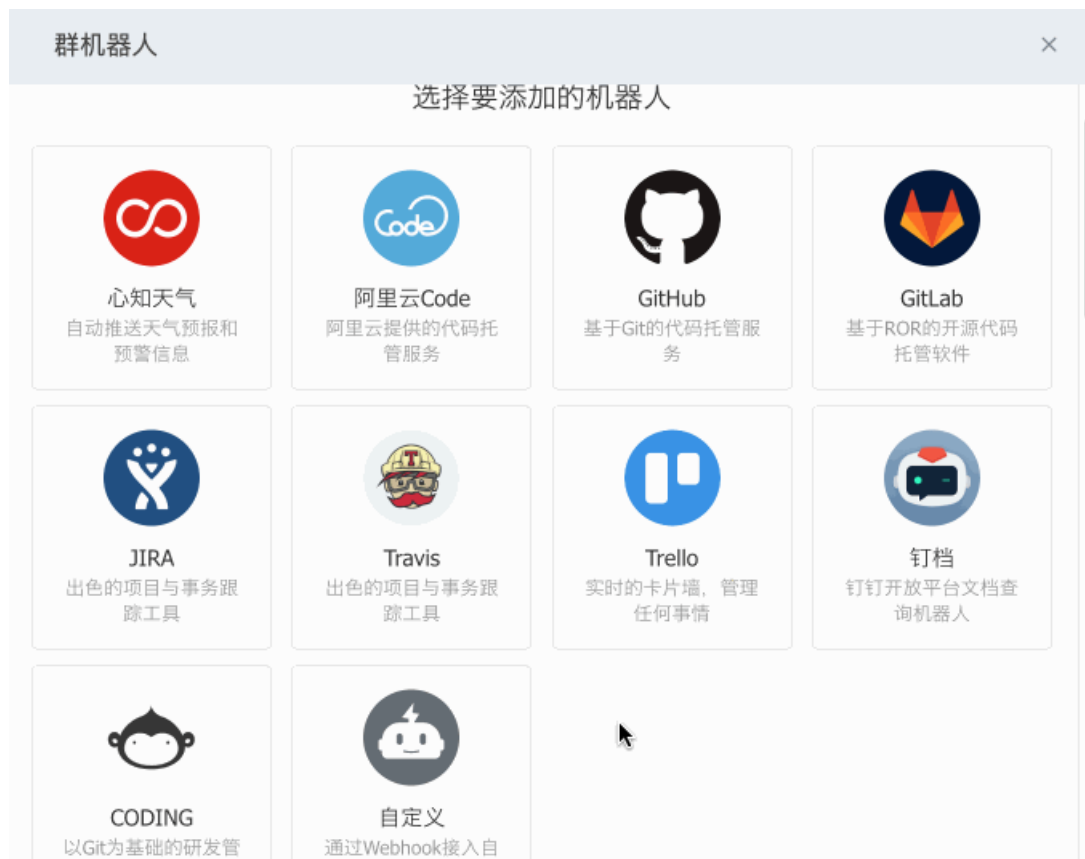 群机器人
选择要添加的机器人
心知天气
自动推送天气预报和
预警信息
阿里云Code
阿里云提供的代码托
管服务
GitHub
基于Git的代码托管服
务
GitLab
基于ROR的开源代码
托管软件
JIRA
出色的项目与事务跟
踪工具
Travis
出色的项目与事务跟
踪工具
Trello
实时的卡片墙，管理
任何事情
钉档
钉钉开放平台文档查
询机器人
CODING
以Git为基础的研发管
自定义
通过Webhook接入自